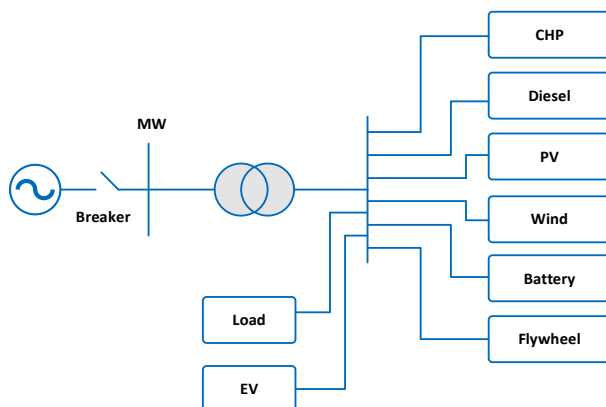 CHP
Diesel
MW
PV
Breaker
Wind
Battery
Load
Flywheel
EV